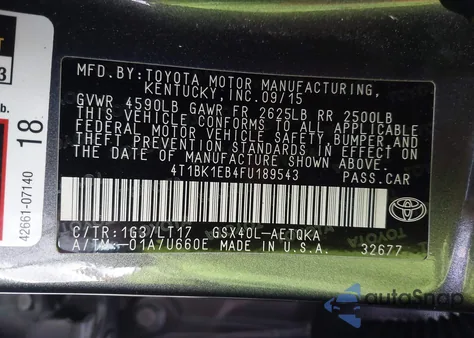 MFD.BY:TOYOTA MOTOR MANUFACTURING,
KENTUCKY, INC.09/15
GVWR 4590LB GAWR FR 2625LB RR 2500LB
THIS VEHICLE CONFORMS TO ALL APPLICABLE
FEDERAL MOTOR VEHICLE SAFETY BUMPER, AND
THEFT PREVENTION STANDARDS IN EFFECT ON
THE DATE OF MANUFACTURE SHOWN ABOVE.
4T1BK1EB4FU189543 PASS.CAR
C/TR:1G3/LT17 GSX40L-AETQKA
A/TM:-01A/U660E MADE IN U.S.A. 32677
TOYOTA
3
b.
18
42661-07140
autoSnap